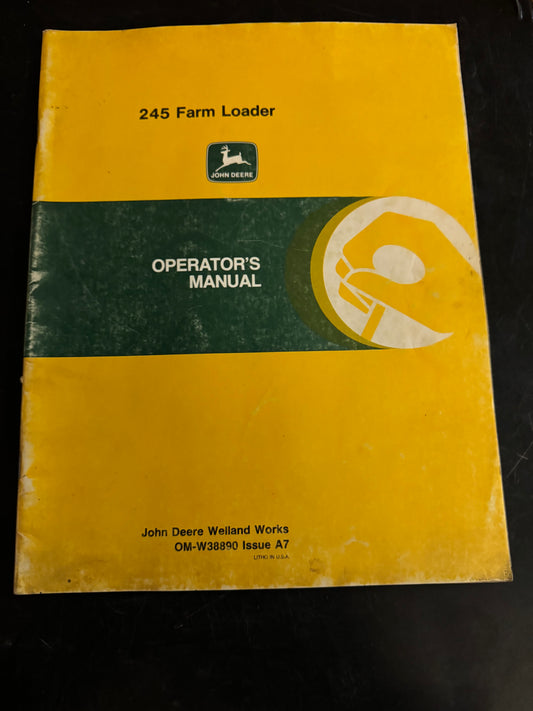 245 Farm Loader
JOHN DEERE
OPERATOR'S
MANUAL
John Deere Welland Works
OM-W38890 Issue A7
LITHO IN U.S.A.